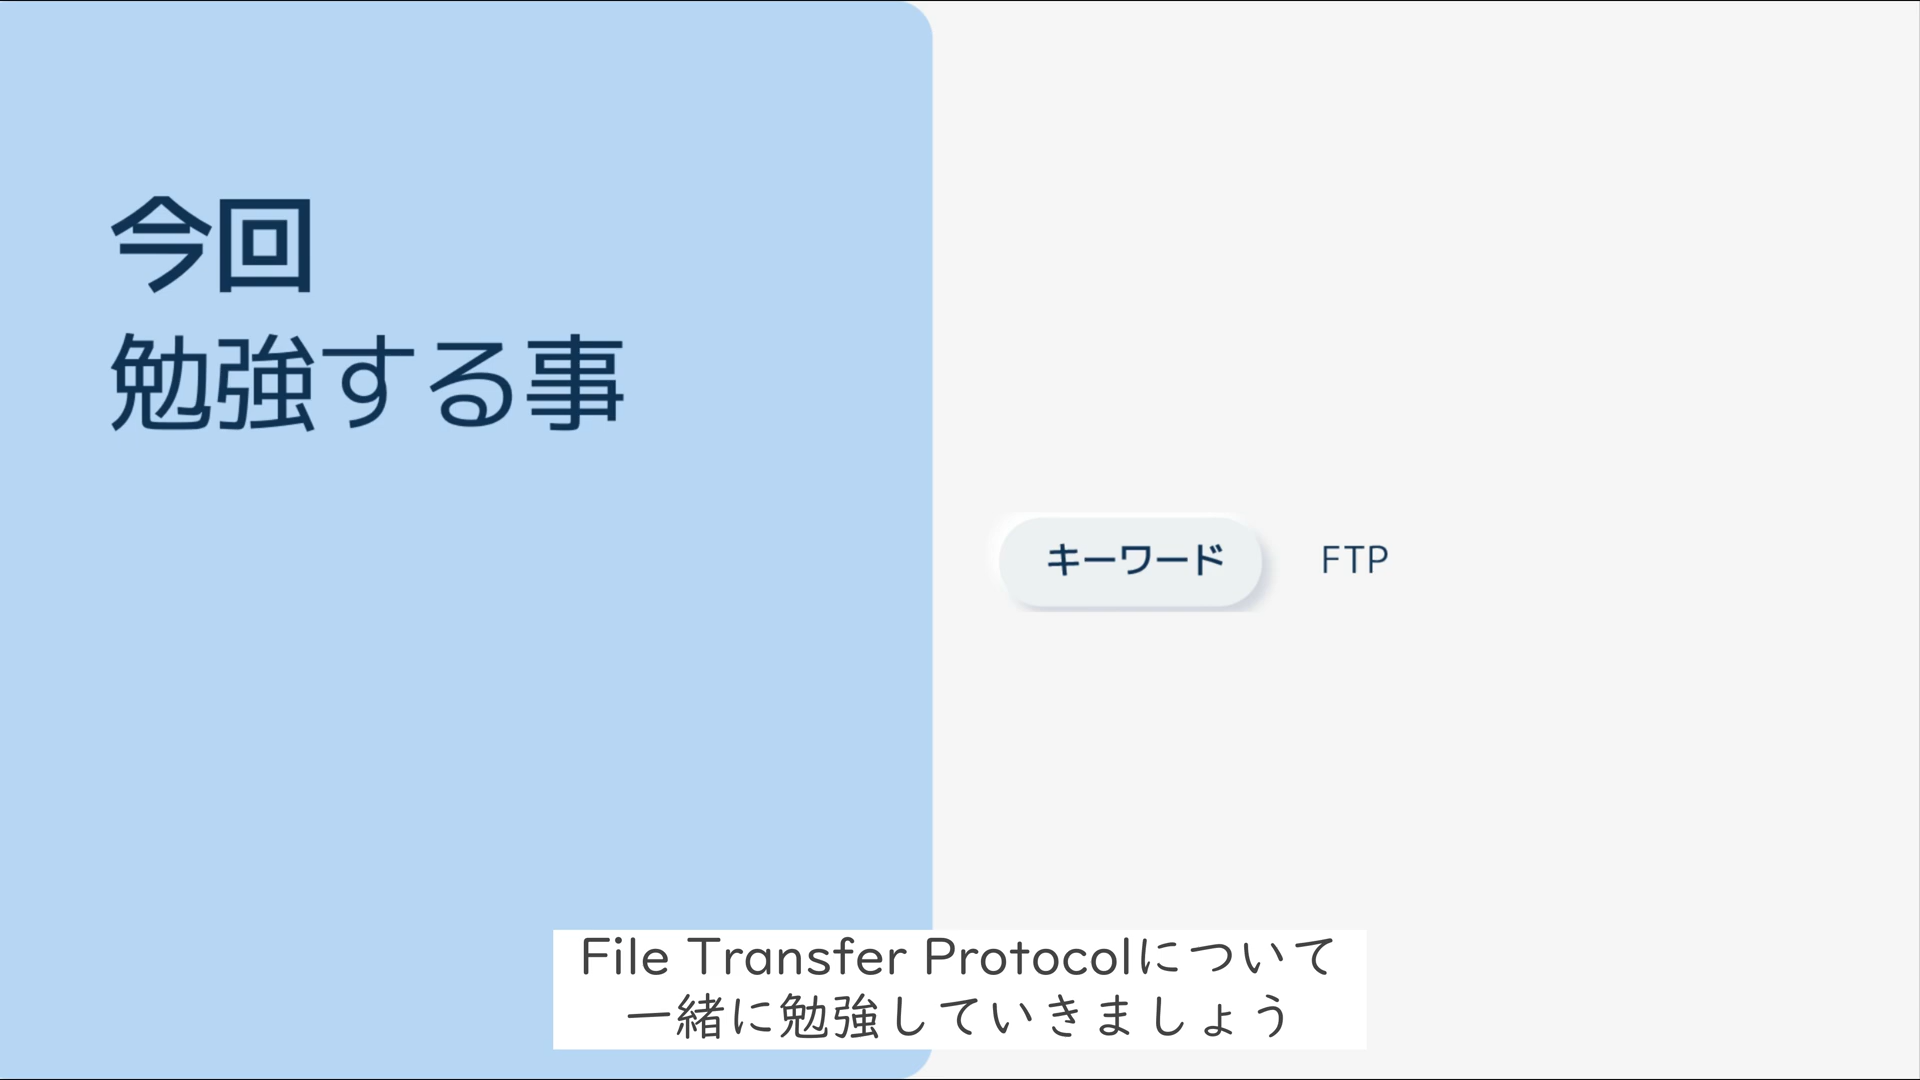 今回
勉強する事
キーワード FTP
File Transfer Protocolについて
一緒に勉強していきましょう